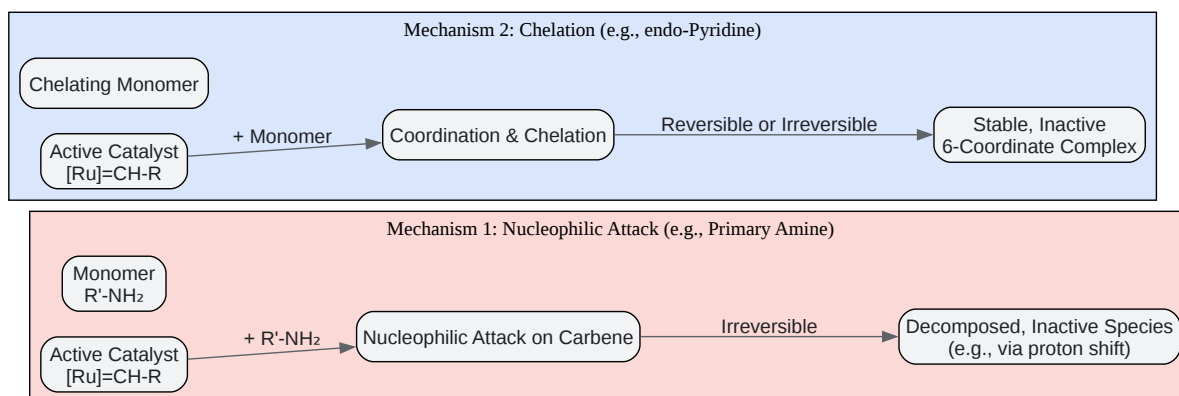 Mechanism 2: Chelation (e.g., endo-Pyridine)
Chelating Monomer
Active Catalyst
[Ru]=CH-R
+ Monomer
Coordination & Chelation
Reversible or Irreversible
Stable, Inactive
6-Coordinate Complex
Mechanism 1: Nucleophilic Attack (e.g., Primary Amine)
Monomer
R'-NH₂
Active Catalyst
[Ru]=CH-R
+ R'-NH₂
Nucleophilic Attack on Carbene
Irreversible
Decomposed, Inactive Species
(e.g., via proton shift)